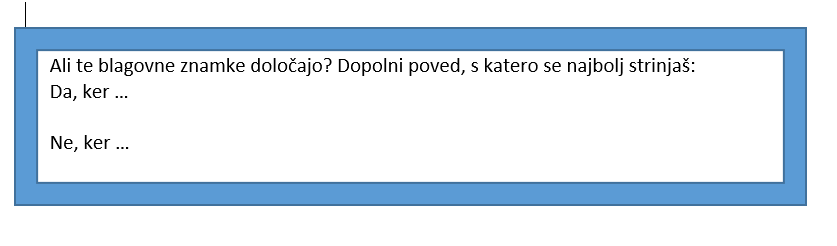 Ali te blagovne znamke določajo? Dopolni poved, s katero se najbolj strinjaš:
Da, ker …
Ne, ker …